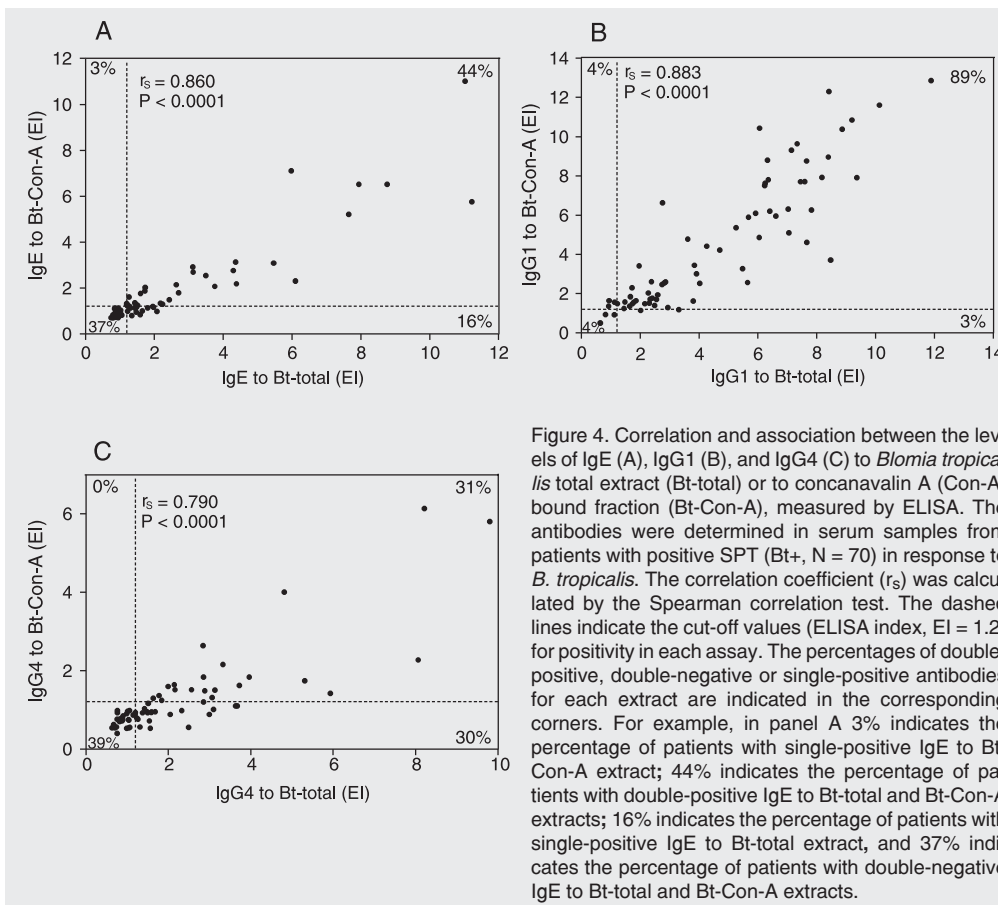 A
12
10
8
6
4
2
0
3%
44%
rS = 0.860
P < 0.0001
37%
16%
0 2 4 6 8 10 12
IgE to Bt-total (EI)
IgE to Bt-Con-A (EI)
B
14
12
10
8
6
4
2
0
4%
89%
rS = 0.883
P < 0.0001
4%
3%
0 2 4 6 8 10 12 14
IgG1 to Bt-total (EI)
IgG1 to Bt-Con-A (EI)
C
6
4
2
0
0%
31%
rS = 0.790
P < 0.0001
39%
30%
0 2 4 6 8 10
IgG4 to Bt-total (EI)
IgG4 to Bt-Con-A (EI)
Figure 4. Correlation and association between the lev
els of IgE (A), IgG1 (B), and IgG4 (C) to Blomia tropica
lis total extract (Bt-total) or to concanavalin A (Con-A
bound fraction (Bt-Con-A), measured by ELISA. The
antibodies were determined in serum samples from
patients with positive SPT (Bt+, N = 70) in response to
B. tropicalis. The correlation coefficient (rS) was calcu
lated by the Spearman correlation test. The dashed
lines indicate the cut-off values (ELISA index, EI = 1.2
for positivity in each assay. The percentages of double
positive, double-negative or single-positive antibodies
for each extract are indicated in the corresponding
corners. For example, in panel A 3% indicates the
percentage of patients with single-positive IgE to Bt
Con-A extract; 44% indicates the percentage of pa
tients with double-positive IgE to Bt-total and Bt-Con-A
extracts; 16% indicates the percentage of patients with
single-positive IgE to Bt-total extract, and 37% indi
cates the percentage of patients with double-negative
IgE to Bt-total and Bt-Con-A extracts.